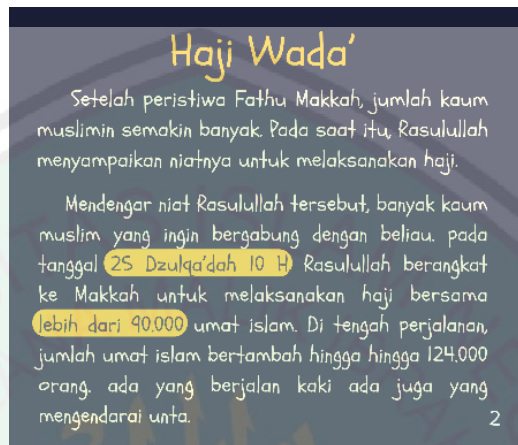 Haji Wada'
Setelah peristiwa Fathu Makkah, jumlah kaum
muslimin semakin banyak. Pada saat itu, Rasulullah
menyampaikan niatnya untuk melaksanakan haji.
Mendengar niat Rasulullah tersebut, banyak kaum
muslim yang ingin bergabung dengan beliau. pada
tanggal 25 Dzulqa'dah 10 H Rasulullah berangkat
ke Makkah untuk melaksanakan haji bersama
lebih dari 90.000 umat islam. Di tengah perjalanan,
jumlah umat islam bertambah hingga hingga 124.000
orang. ada yang berjalan kaki ada juga yang
mengendarai unta.
2